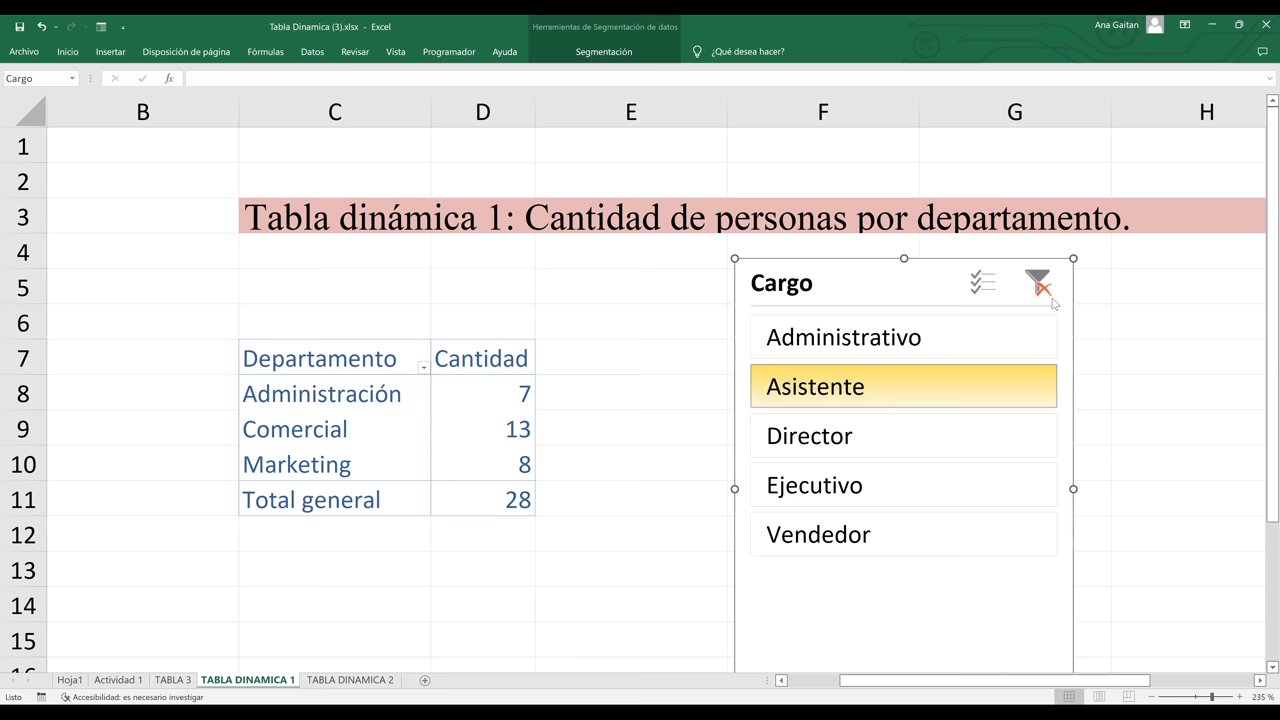 Tabla Dinamica (3).xlsx - Excel
Herramientas de Segmentación de datos
Ana Gaitan
Archivo Inicio Insertar Disposición de página Fórmulas Datos Revisar Vista Programador Ayuda Segmentación ¿Qué desea hacer?
Cargo fx
B C D E F G H
1
2
3 Tabla dinámica 1: Cantidad de personas por departamento.
4
5 Cargo
6
Administrativo
7 Departamento Cantidad
8 Administración 7 Asistente
9 Comercial 13 Director
10 Marketing 8 Ejecutivo
11 Total general 28 Vendedor
12
13
14
15
16
Hoja1 Actividad 1 TABLA 3 TABLA DINAMICA 1 TABLA DINAMICA 2
Listo Accesibilidad: es necesario investigar 235 %